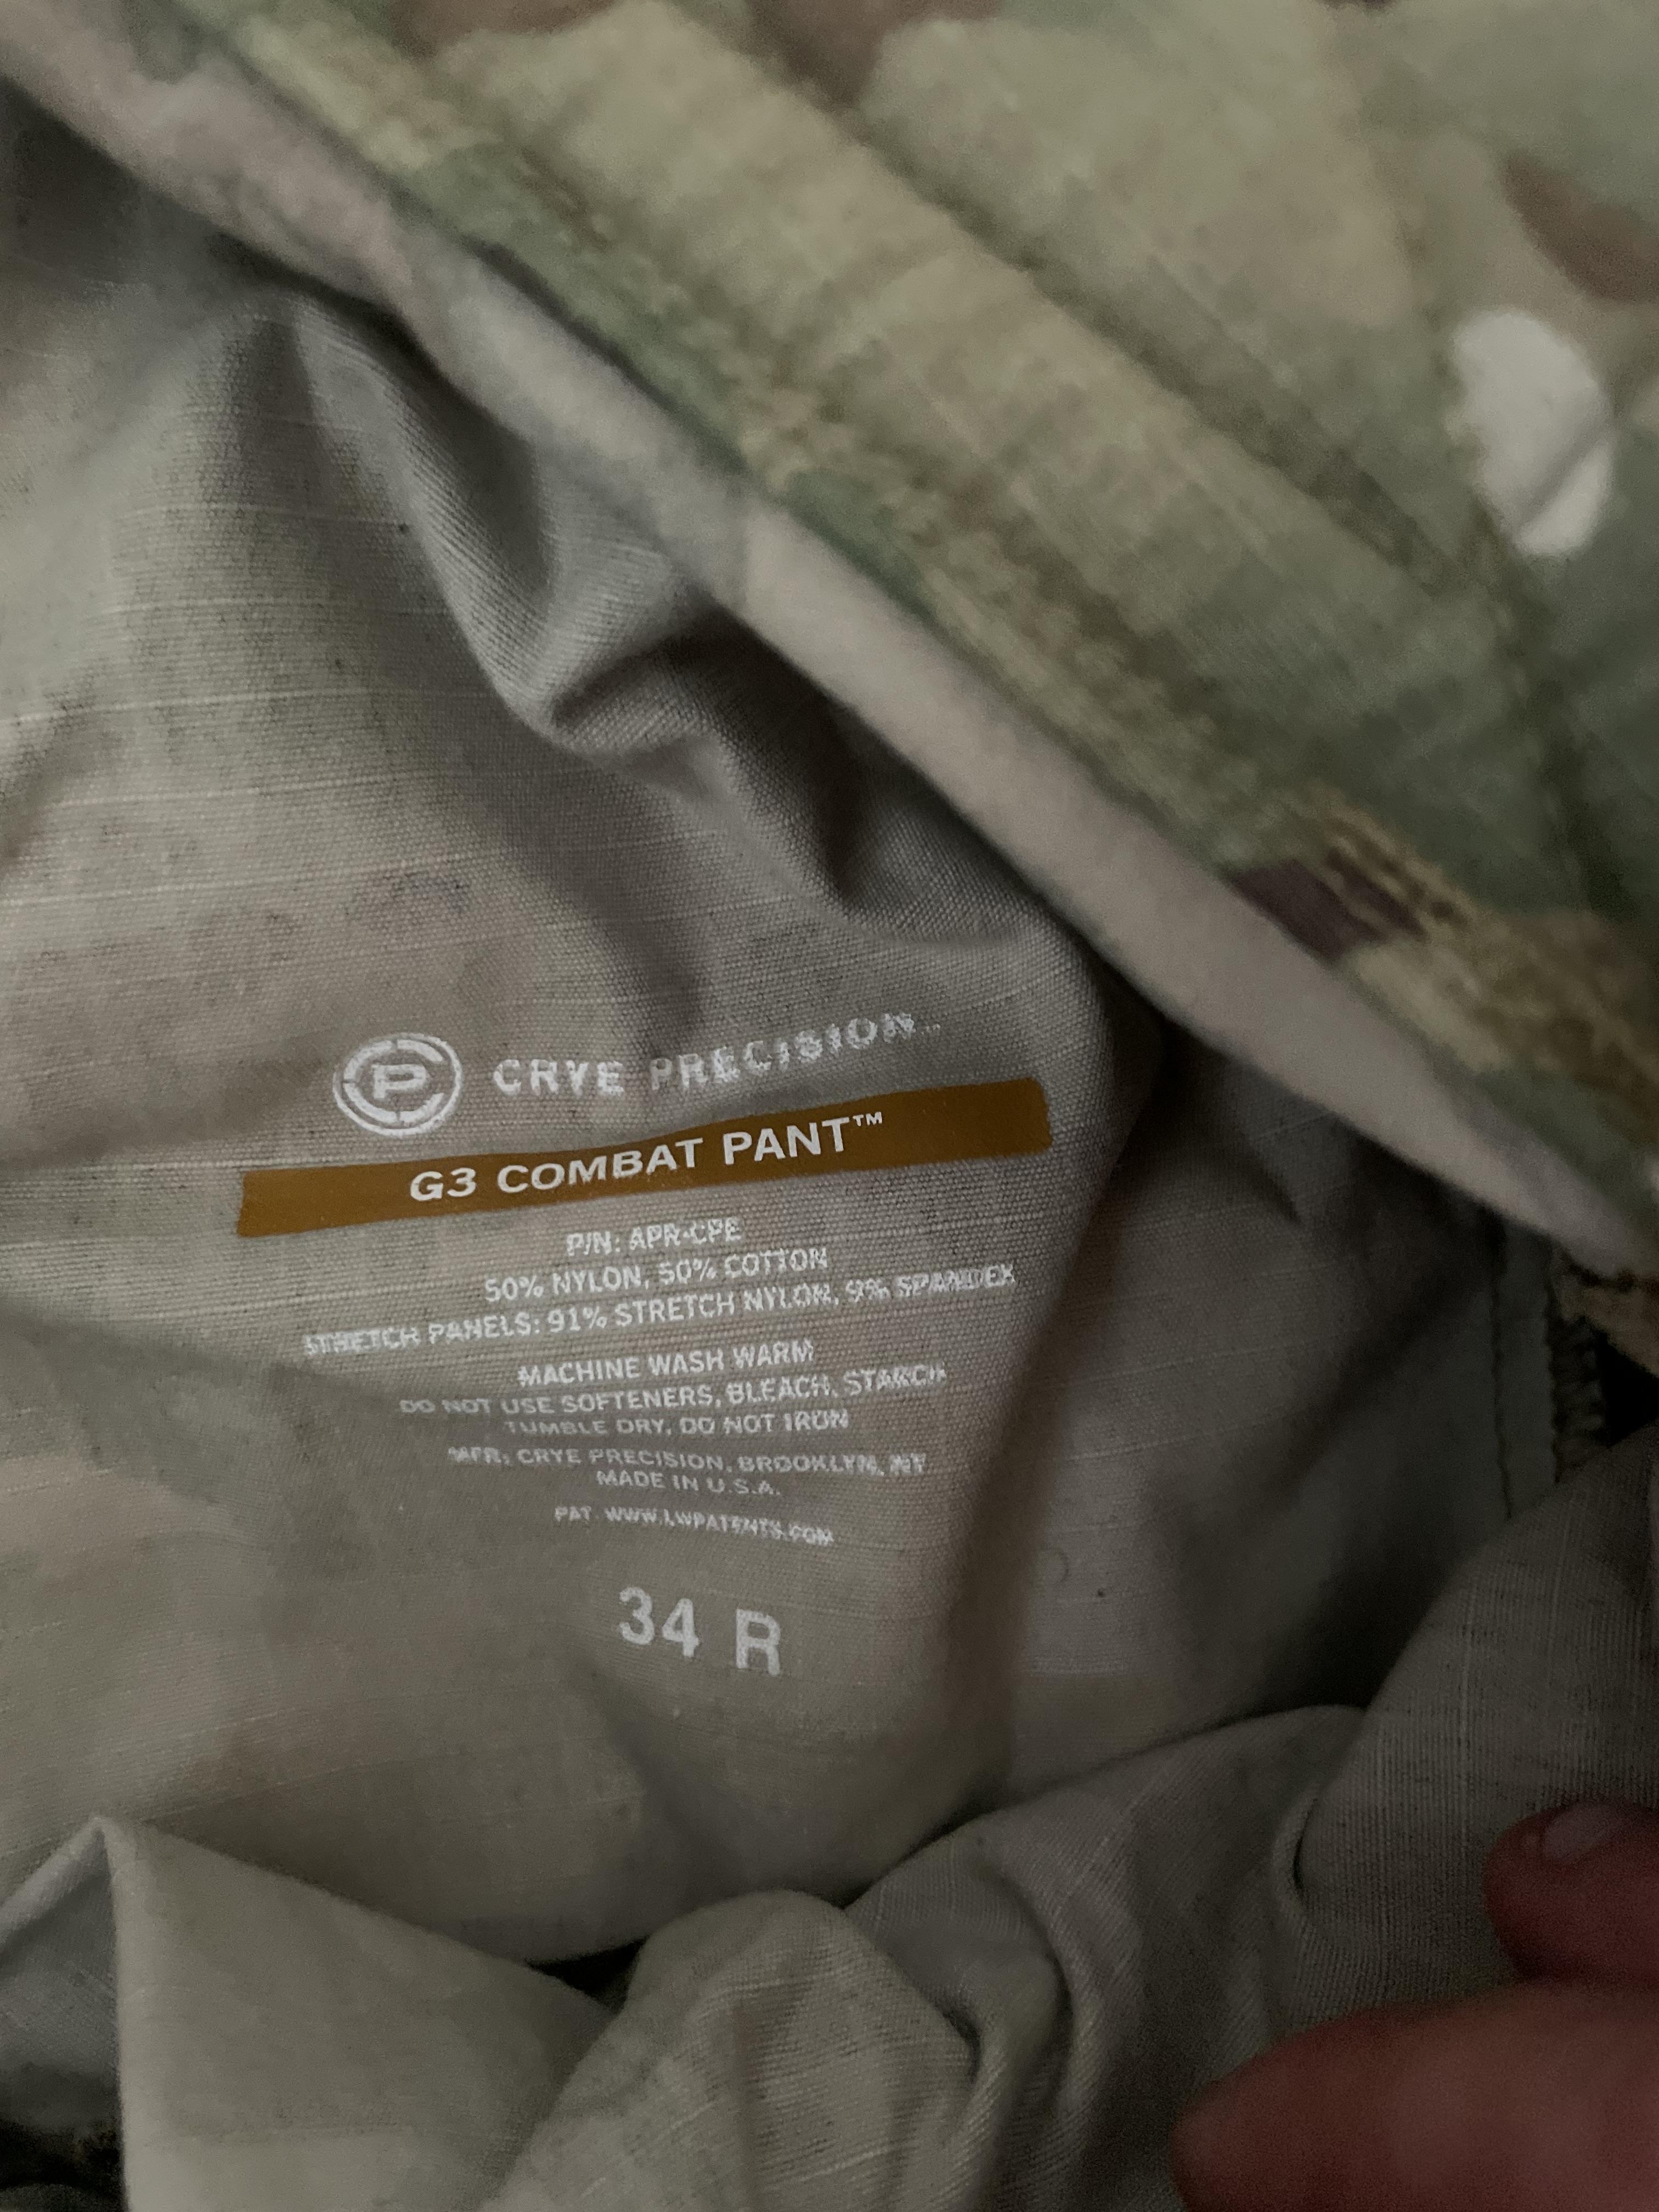 CP CRYE PRECISION™
G3 COMBAT PANT™
P/N: APR-CPE
50% NYLON, 50% COTTON
STRETCH PANELS: 91% STRETCH NYLON, 9% SPANDEX
MACHINE WASH WARM
DO NOT USE SOFTENERS, BLEACH, STARCH
TUMBLE DRY, DO NOT IRON
MFR: CRYE PRECISION, BROOKLYN, NY
MADE IN U.S.A.
PAT. WWW.LWPATENTS.COM
34 R